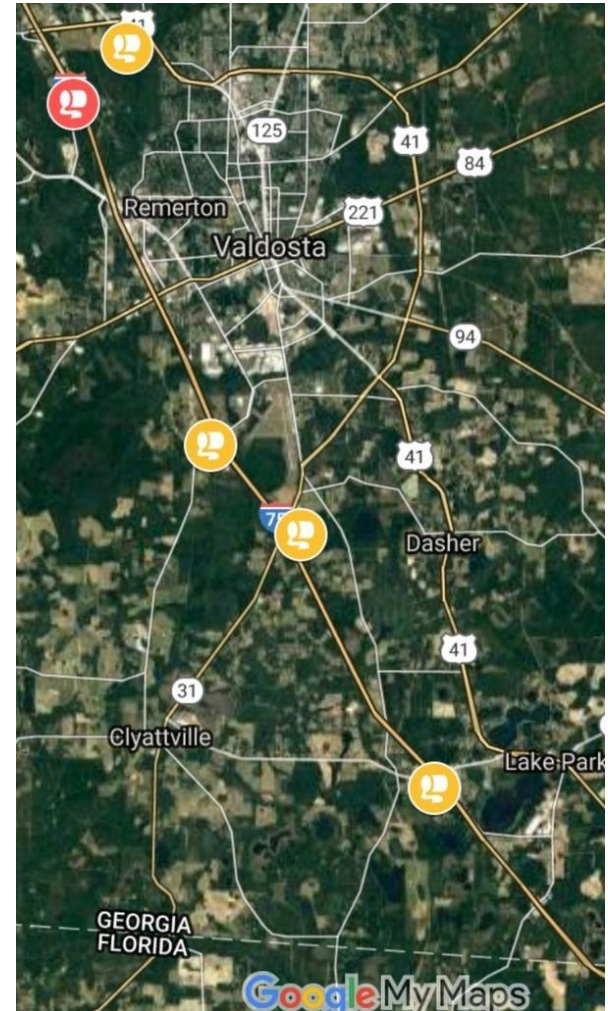 41
125
41
84
Remerton
221
Valdosta
94
41
75
Dasher
41
31
Clyattville
Lake Park
GEORGIA
FLORIDA
Google My Maps